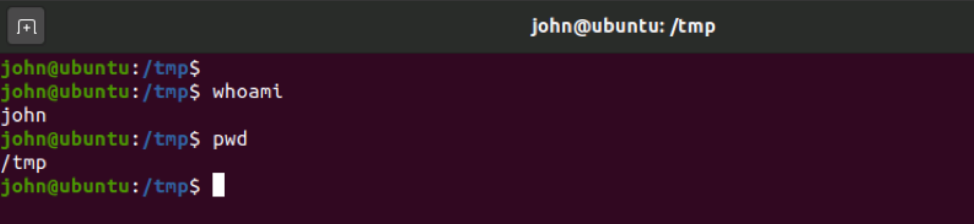 john@ubuntu: /tmp
john@ubuntu:/tmp$
john@ubuntu:/tmp$ whoami
john
john@ubuntu:/tmp$ pwd
/tmp
john@ubuntu:/tmp$